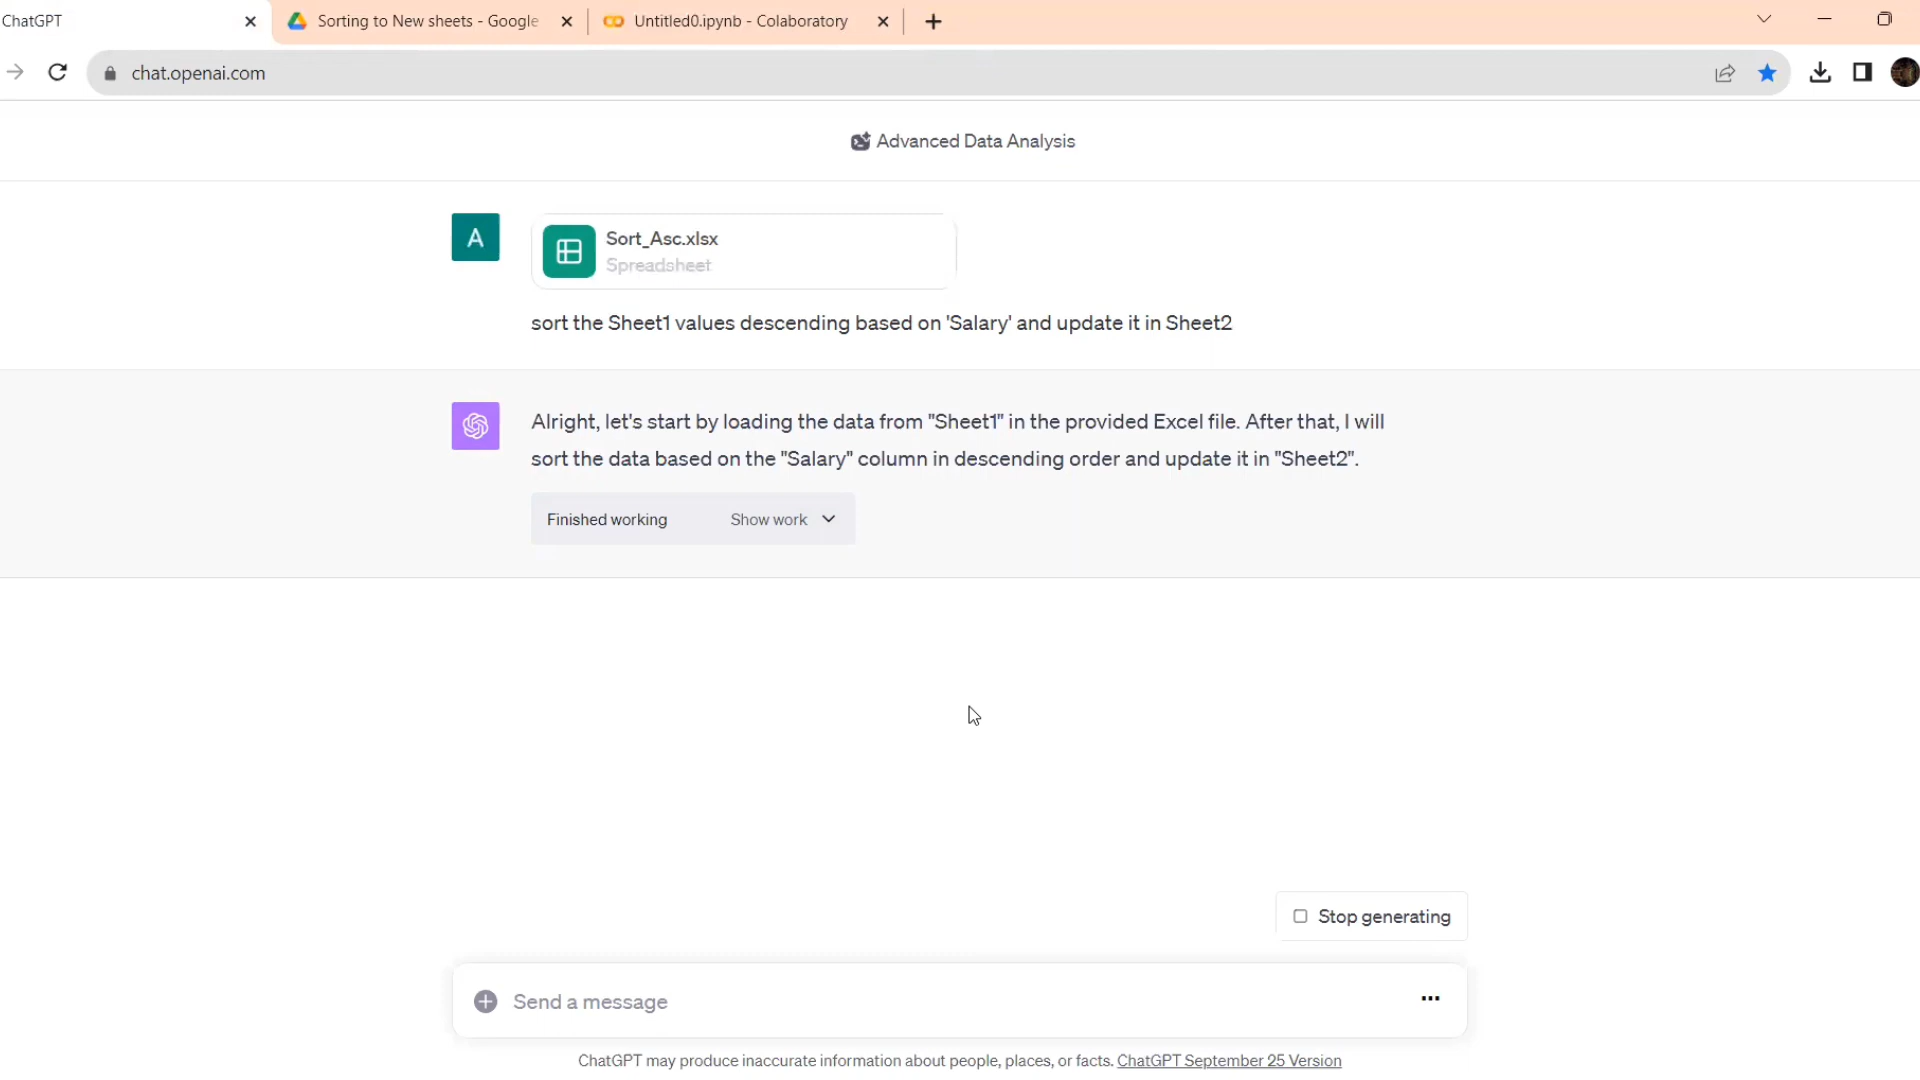 ChatGPT
Sorting to New sheets - Google
Untitled0.ipynb - Colaboratory
chat.openai.com
Advanced Data Analysis
A
Sort_Asc.xlsx
Spreadsheet
sort the Sheet1 values descending based on 'Salary' and update it in Sheet2
Alright, let's start by loading the data from "Sheet1" in the provided Excel file. After that, I will
sort the data based on the "Salary" column in descending order and update it in "Sheet2".
Finished working Show work
Stop generating
Send a message
ChatGPT may produce inaccurate information about people, places, or facts. ChatGPT September 25 Version